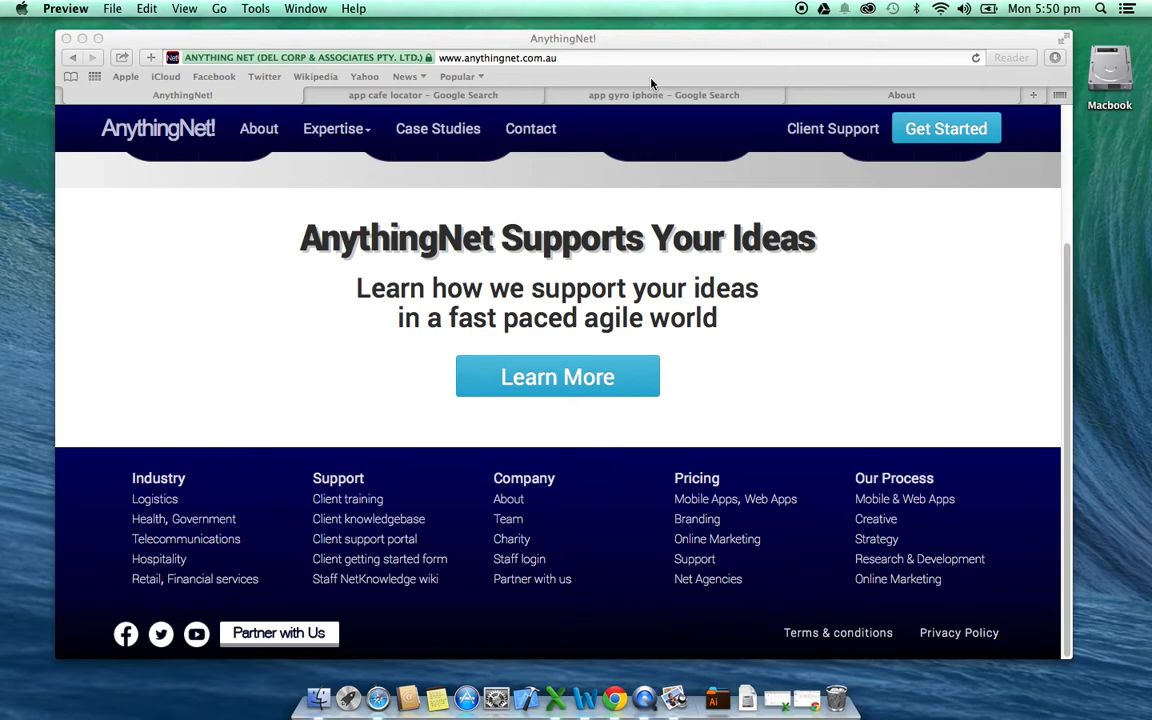 Preview File Edit View Go Tools Window Help Mon 5:50 pm
AnythingNet!
Net! ANYTHING NET (DEL CORP & ASSOCIATES PTY. LTD.) www.anythingnet.com.au Reader
Apple iCloud Facebook Twitter Wikipedia Yahoo News Popular
AnythingNet! app cafe locator – Google Search app gyro iphone – Google Search About
Macbook
AnythingNet! About Expertise Case Studies Contact Client Support Get Started
AnythingNet Supports Your Ideas
Learn how we support your ideas
in a fast paced agile world
Learn More
Industry Support Company Pricing Our Process
Logistics Client training About Mobile Apps, Web Apps Mobile & Web Apps
Health, Government Client knowledgebase Team Branding Creative
Telecommunications Client support portal Charity Online Marketing Strategy
Hospitality Client getting started form Staff login Support Research & Development
Retail, Financial services Staff NetKnowledge wiki Partner with us Net Agencies Online Marketing
Partner with Us Terms & conditions Privacy Policy
Ai